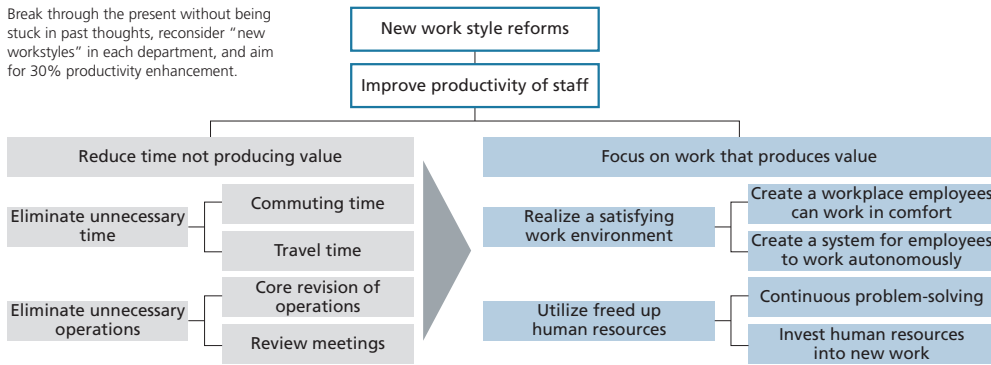 Break through the present without being
stuck in past thoughts, reconsider “new
workstyles” in each department, and aim
for 30% productivity enhancement.
New work style reforms
Improve productivity of staff
Reduce time not producing value
Eliminate unnecessary
time
Commuting time
Travel time
Eliminate unnecessary
operations
Core revision of
operations
Review meetings
Focus on work that produces value
Realize a satisfying
work environment
Create a workplace employees
can work in comfort
Create a system for employees
to work autonomously
Utilize freed up
human resources
Continuous problem-solving
Invest human resources
into new work